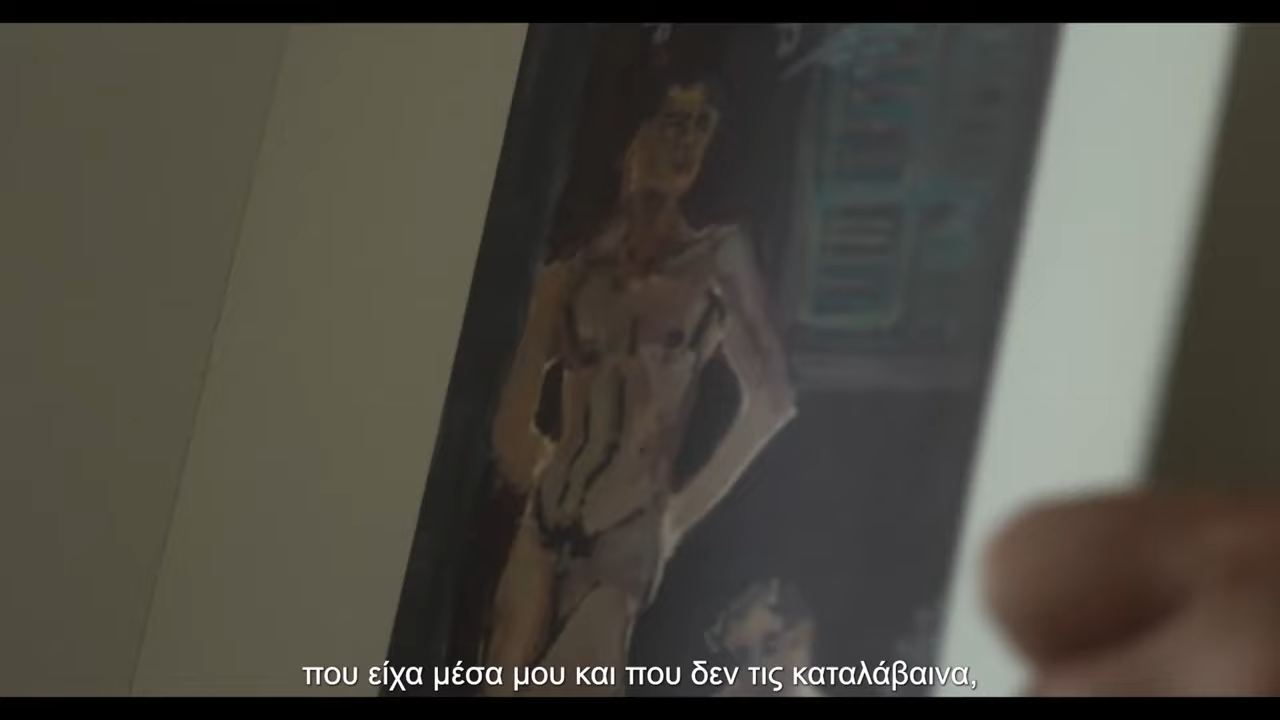 που είχα μέσα μου και που δεν τις καταλάβαινα,